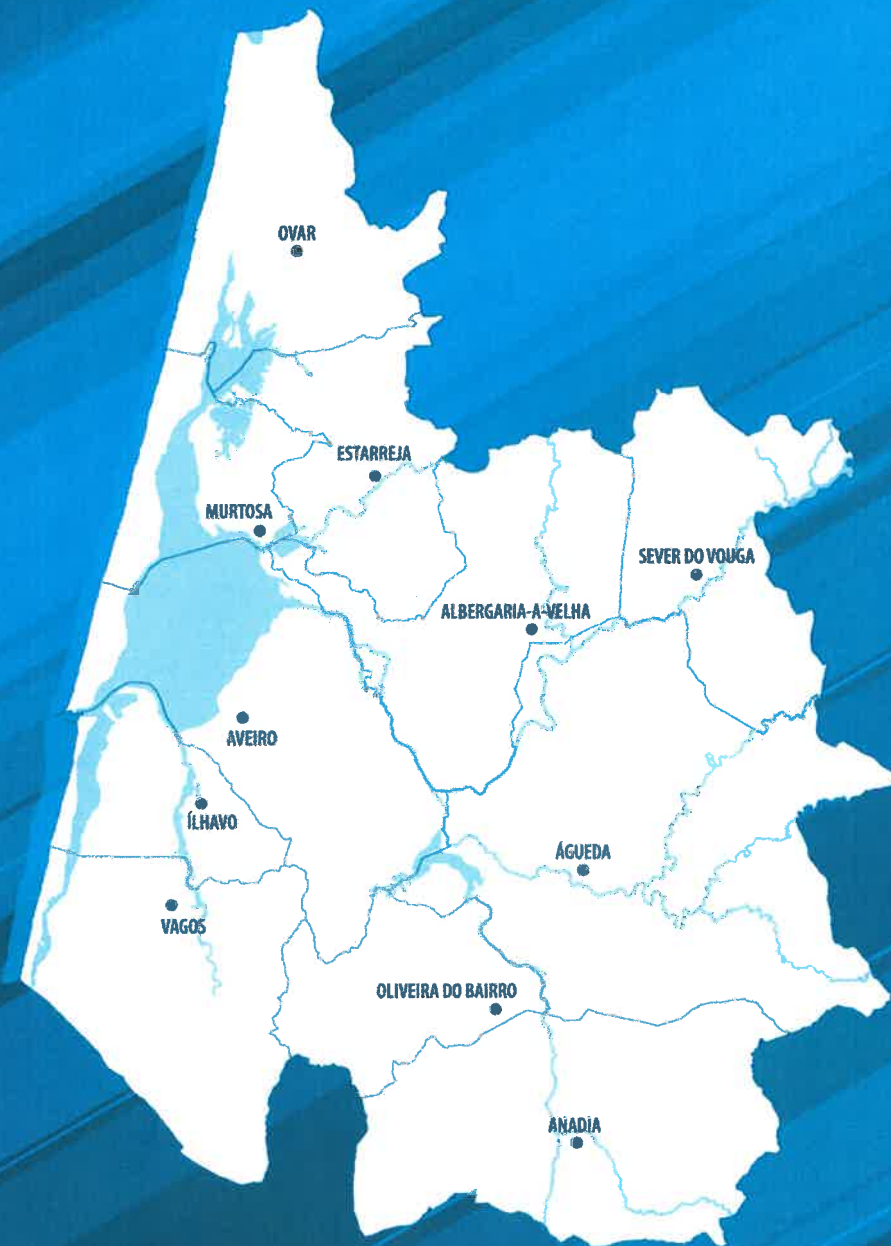 OVAR
ESTARREJA
MURTOSA
SEVER DO VOUGA
ALBERGARIA-A-VELHA
AVEIRO
ÍLHAVO
ÁGUEDA
VAGOS
OLIVEIRA DO BAIRRO
ANADIA